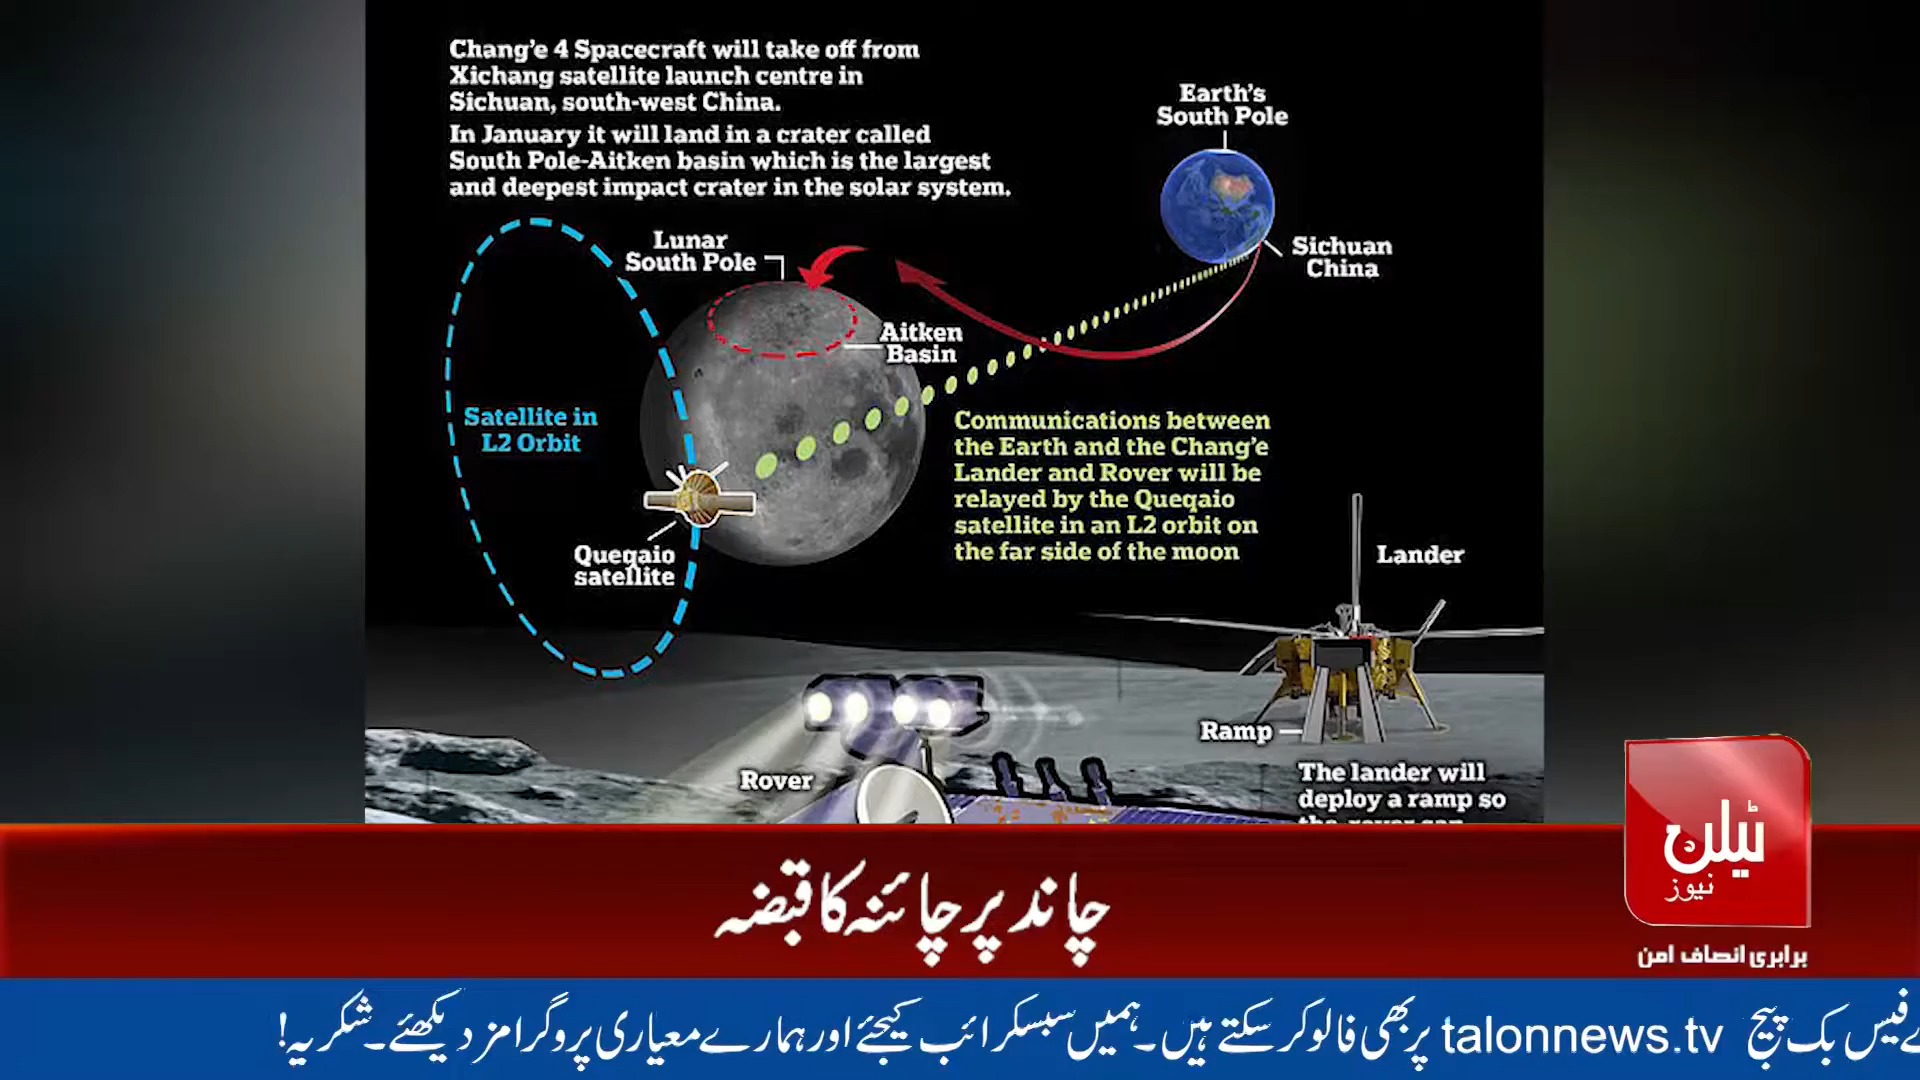 Chang'e 4 Spacecraft will take off from
Xichang satellite launch centre in
Sichuan, south-west China.
In January it will land in a crater called
South Pole-Aitken basin which is the largest
and deepest impact crater in the solar system.
Earth's
South Pole
Lunar
South Pole
Sichuan
China
Aitken
Basin
Satellite in
L2 Orbit
Communications between
the Earth and the Chang'e
Lander and Rover will be
relayed by the Queqaio
satellite in an L2 orbit on
the far side of the moon
Queqaio
satellite
Lander
Ramp
Rover
The lander will
deploy a ramp so
the rover can
ٹیلن
نیوز
چاند پر چائنہ کا قبضہ
برابری انصاف امن
فیس بک پیج talonnews.tv پر بھی فالو کر سکتے ہیں۔ ہمیں سبسکرائب کیجئے اور ہمارے معیاری پروگرامز دیکھئے۔ شکریہ!